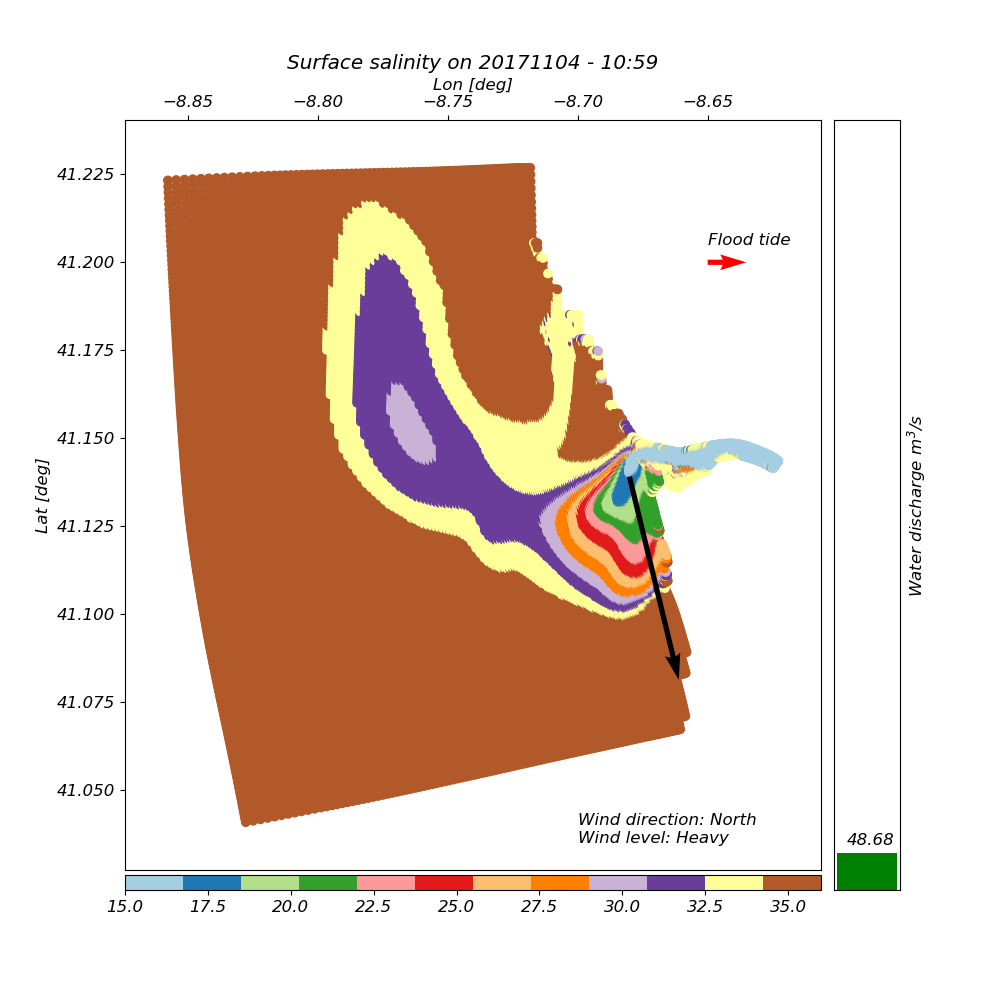 Surface salinity on 20171104 - 10:59
Lon [deg]
−8.85 −8.80 −8.75 −8.70 −8.65
Lat [deg]
41.225
41.200
41.175
41.150
41.125
41.100
41.075
41.050
Flood tide
Wind direction: North
Wind level: Heavy
15.0 17.5 20.0 22.5 25.0 27.5 30.0 32.5 35.0
48.68
Water discharge m³/s